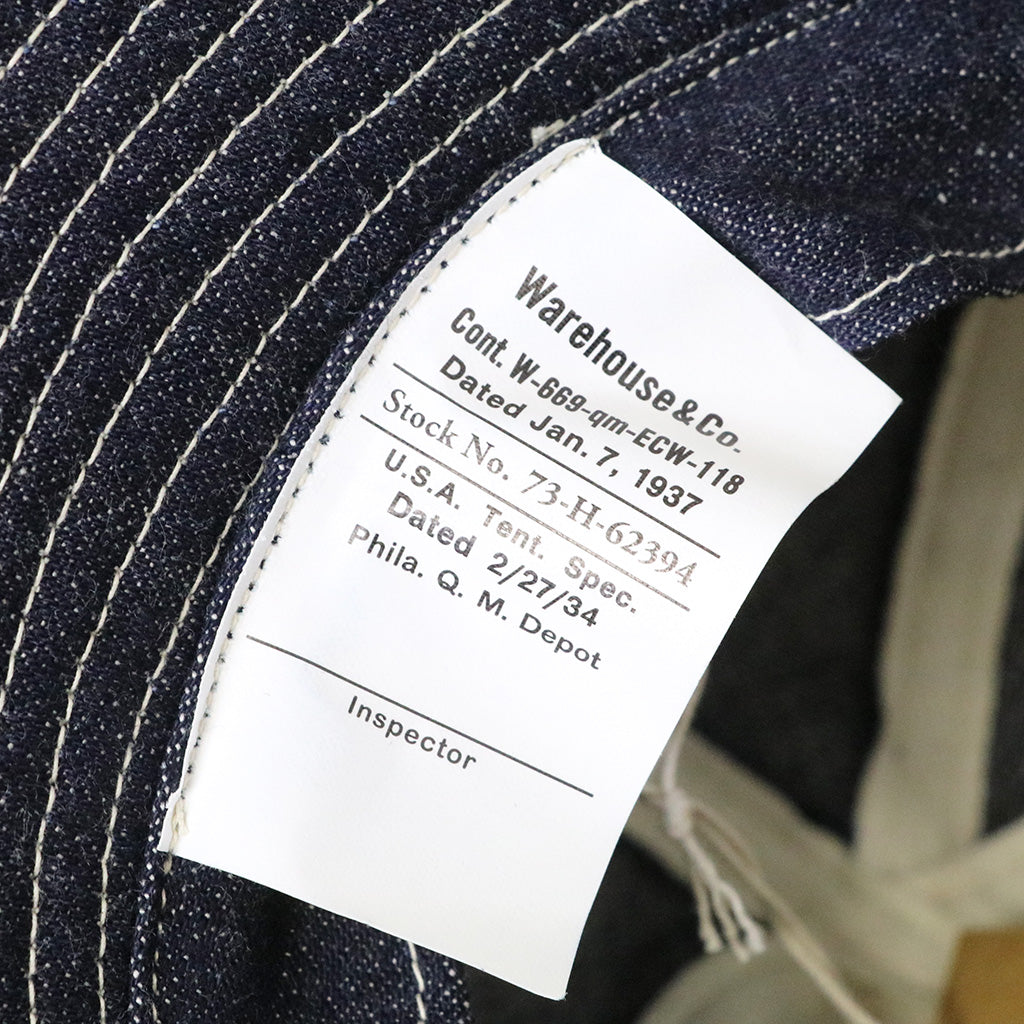 Warehouse & Co.
Cont. W-669-qm-ECW-118
Dated Jan. 7, 1937
Stock No. 73-H-62394
U.S.A. Tent. Spec.
Dated 2/27/34
Phila. Q. M. Depot
Inspector